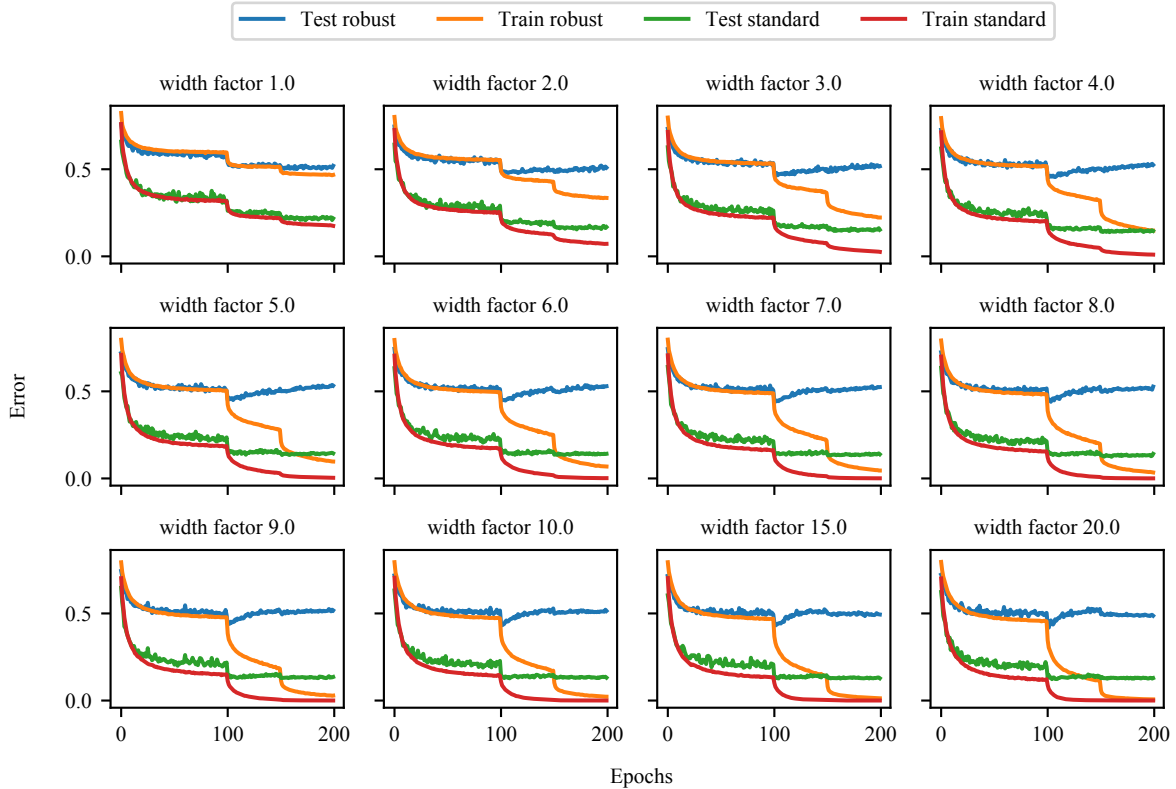 Test robust Train robust Test standard Train standard
width factor 1.0 width factor 2.0 width factor 3.0 width factor 4.0
0.5
0.0
width factor 5.0 width factor 6.0 width factor 7.0 width factor 8.0
0.5
0.0
Error
width factor 9.0 width factor 10.0 width factor 15.0 width factor 20.0
0.5
0.0
0 100 200 0 100 200 0 100 200 0 100 200
Epochs